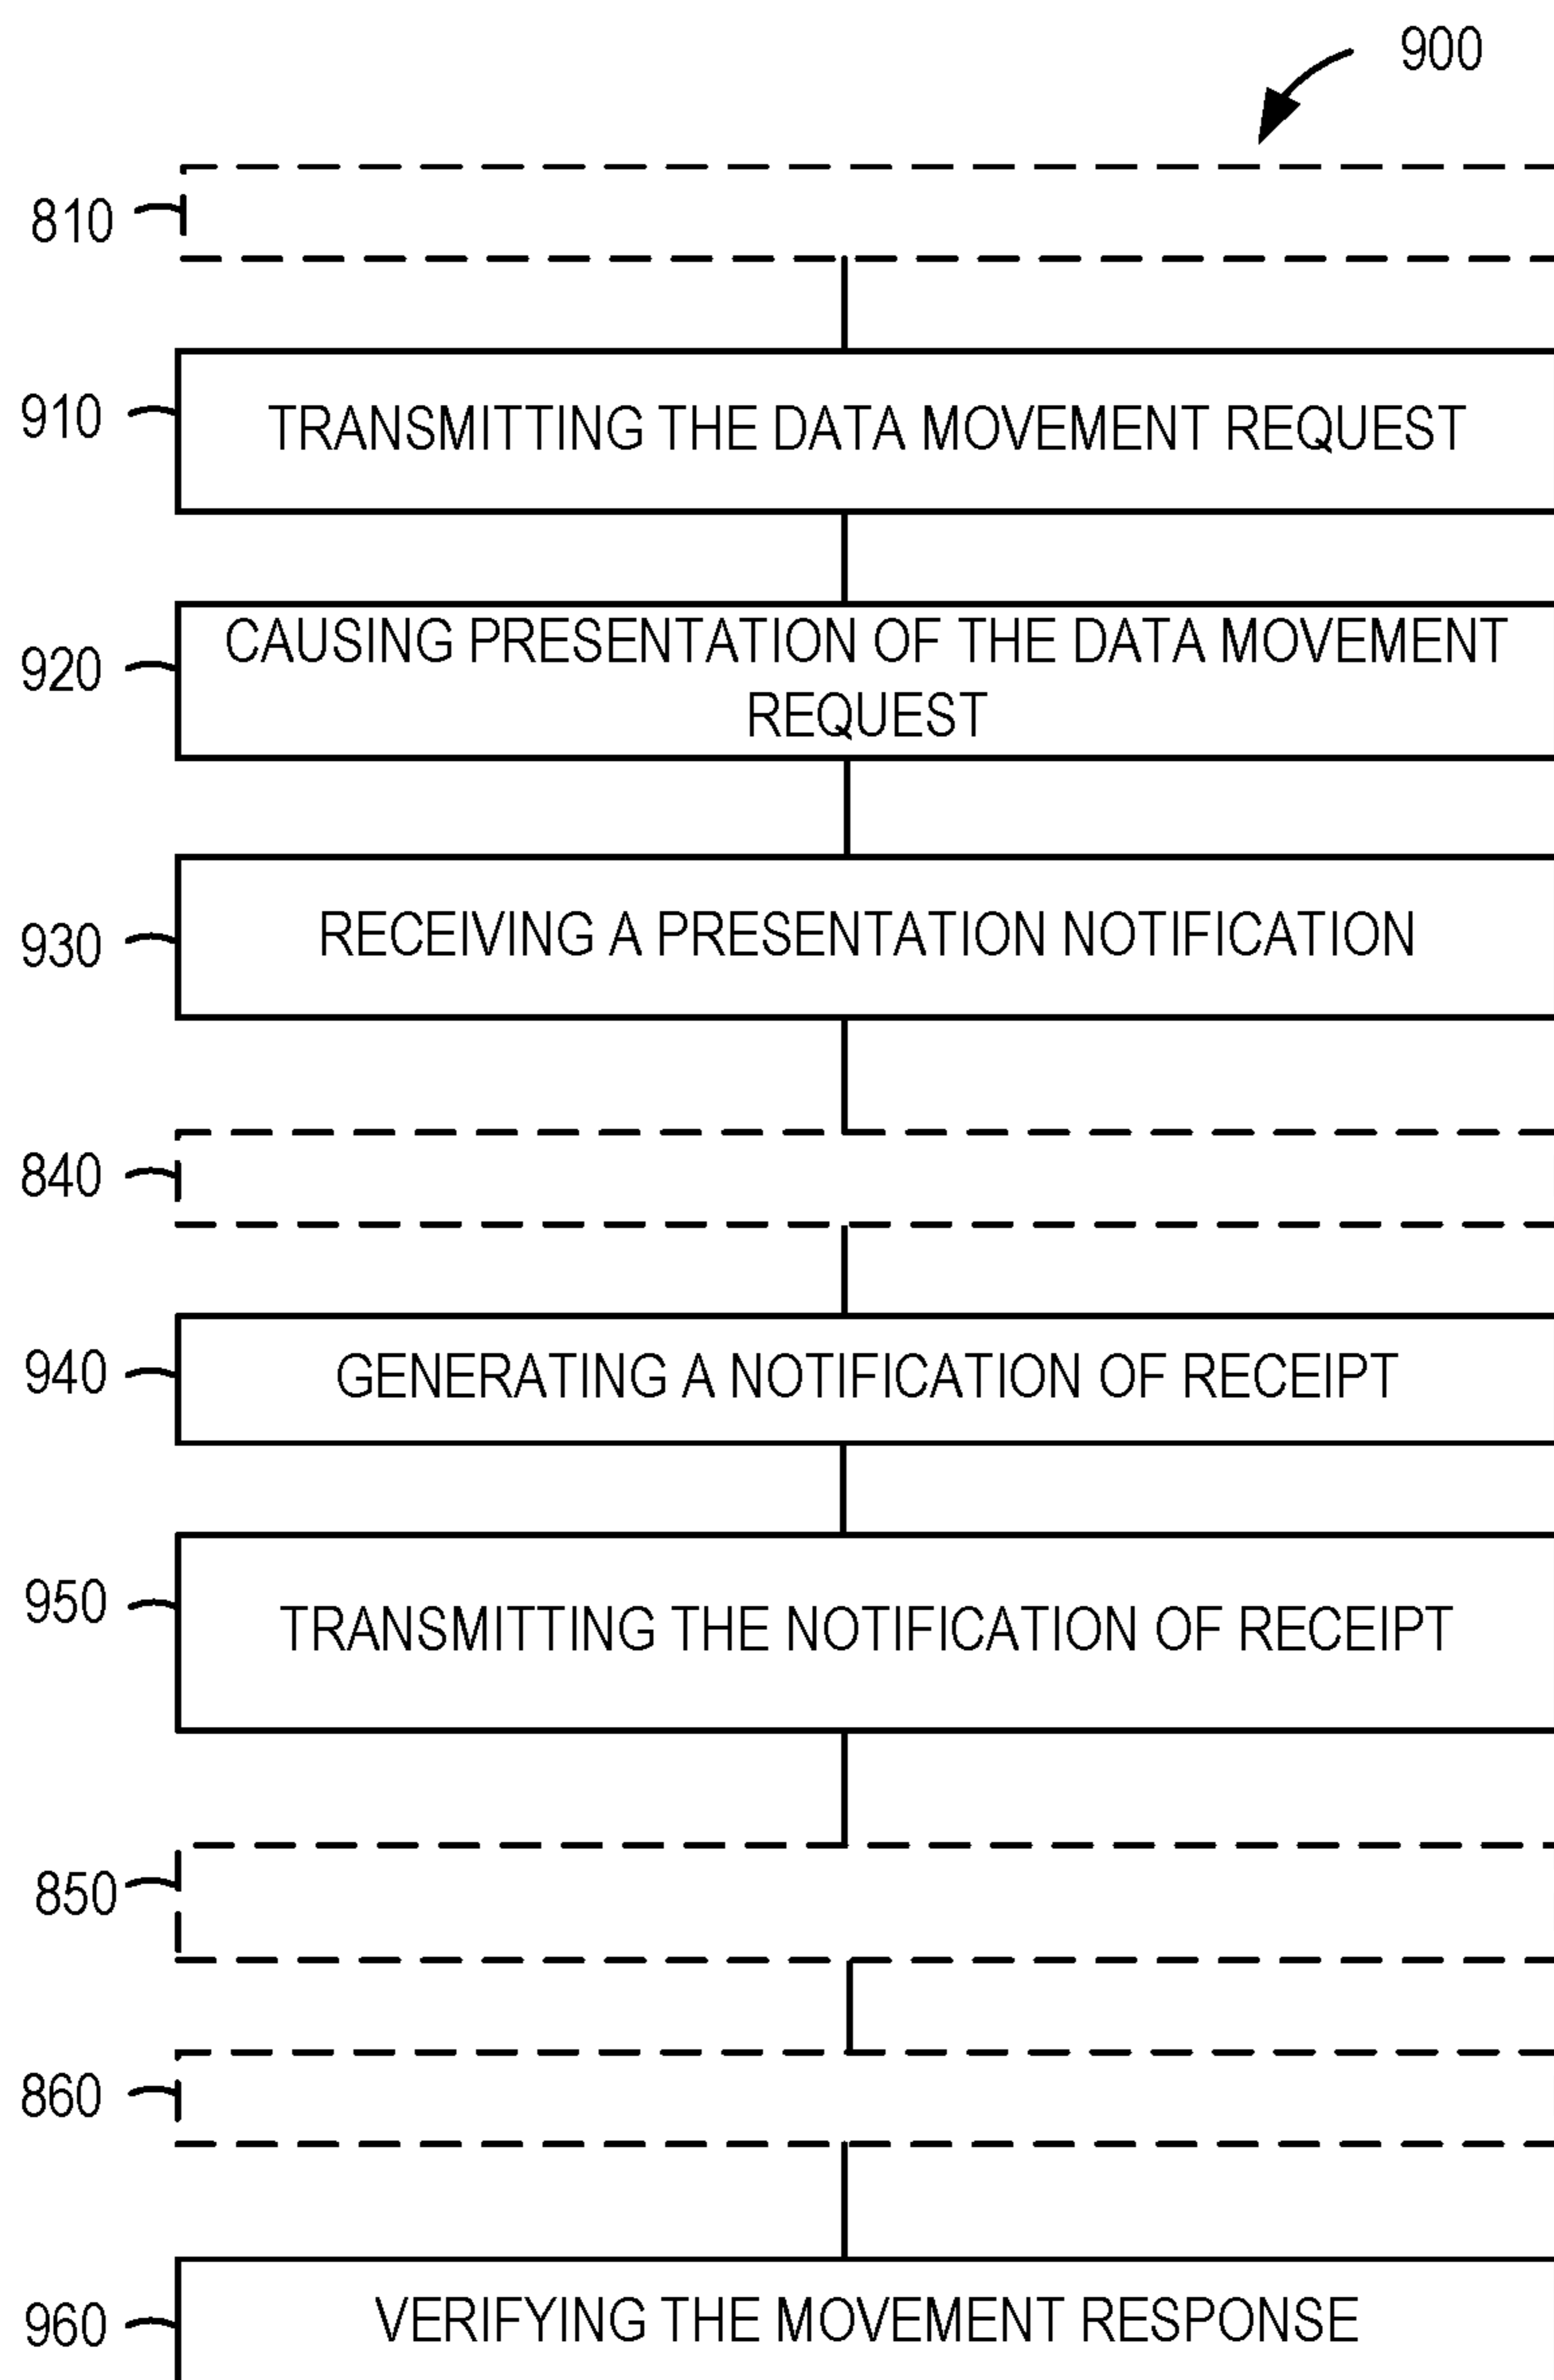 900
810
910
TRANSMITTING THE DATA MOVEMENT REQUEST
920
CAUSING PRESENTATION OF THE DATA MOVEMENT
REQUEST
930
RECEIVING A PRESENTATION NOTIFICATION
840
940
GENERATING A NOTIFICATION OF RECEIPT
950
TRANSMITTING THE NOTIFICATION OF RECEIPT
850
860
960
VERIFYING THE MOVEMENT RESPONSE